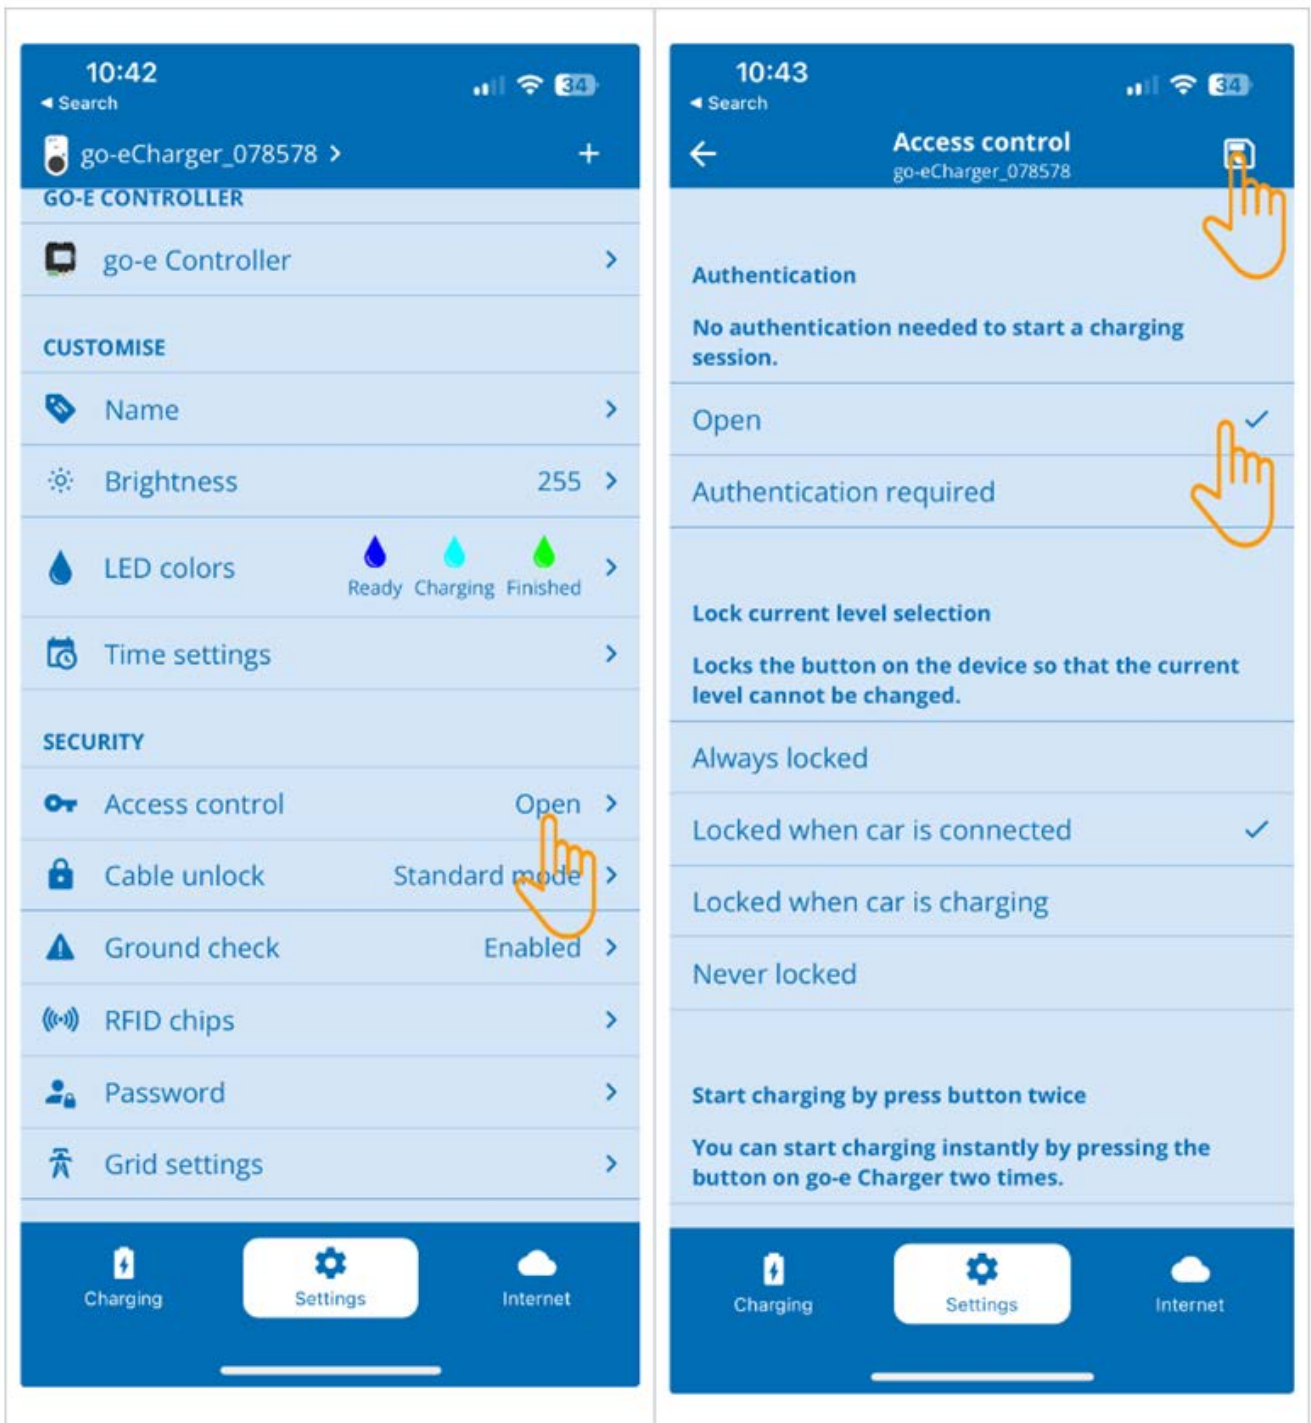 10:42
34
◄ Search
go-eCharger_078578 >
+
GO-E CONTROLLER
go-e Controller
CUSTOMISE
Name
Brightness 255
LED colors
Ready Charging Finished
Time settings
SECURITY
Access control Open
Cable unlock Standard mode
Ground check Enabled
RFID chips
Password
Grid settings
Charging Settings Internet
10:43
34
◄ Search
Access control
go-eCharger_078578
Authentication
No authentication needed to start a charging
session.
Open
Authentication required
Lock current level selection
Locks the button on the device so that the current
level cannot be changed.
Always locked
Locked when car is connected
Locked when car is charging
Never locked
Start charging by press button twice
You can start charging instantly by pressing the
button on go-e Charger two times.
Charging Settings Internet